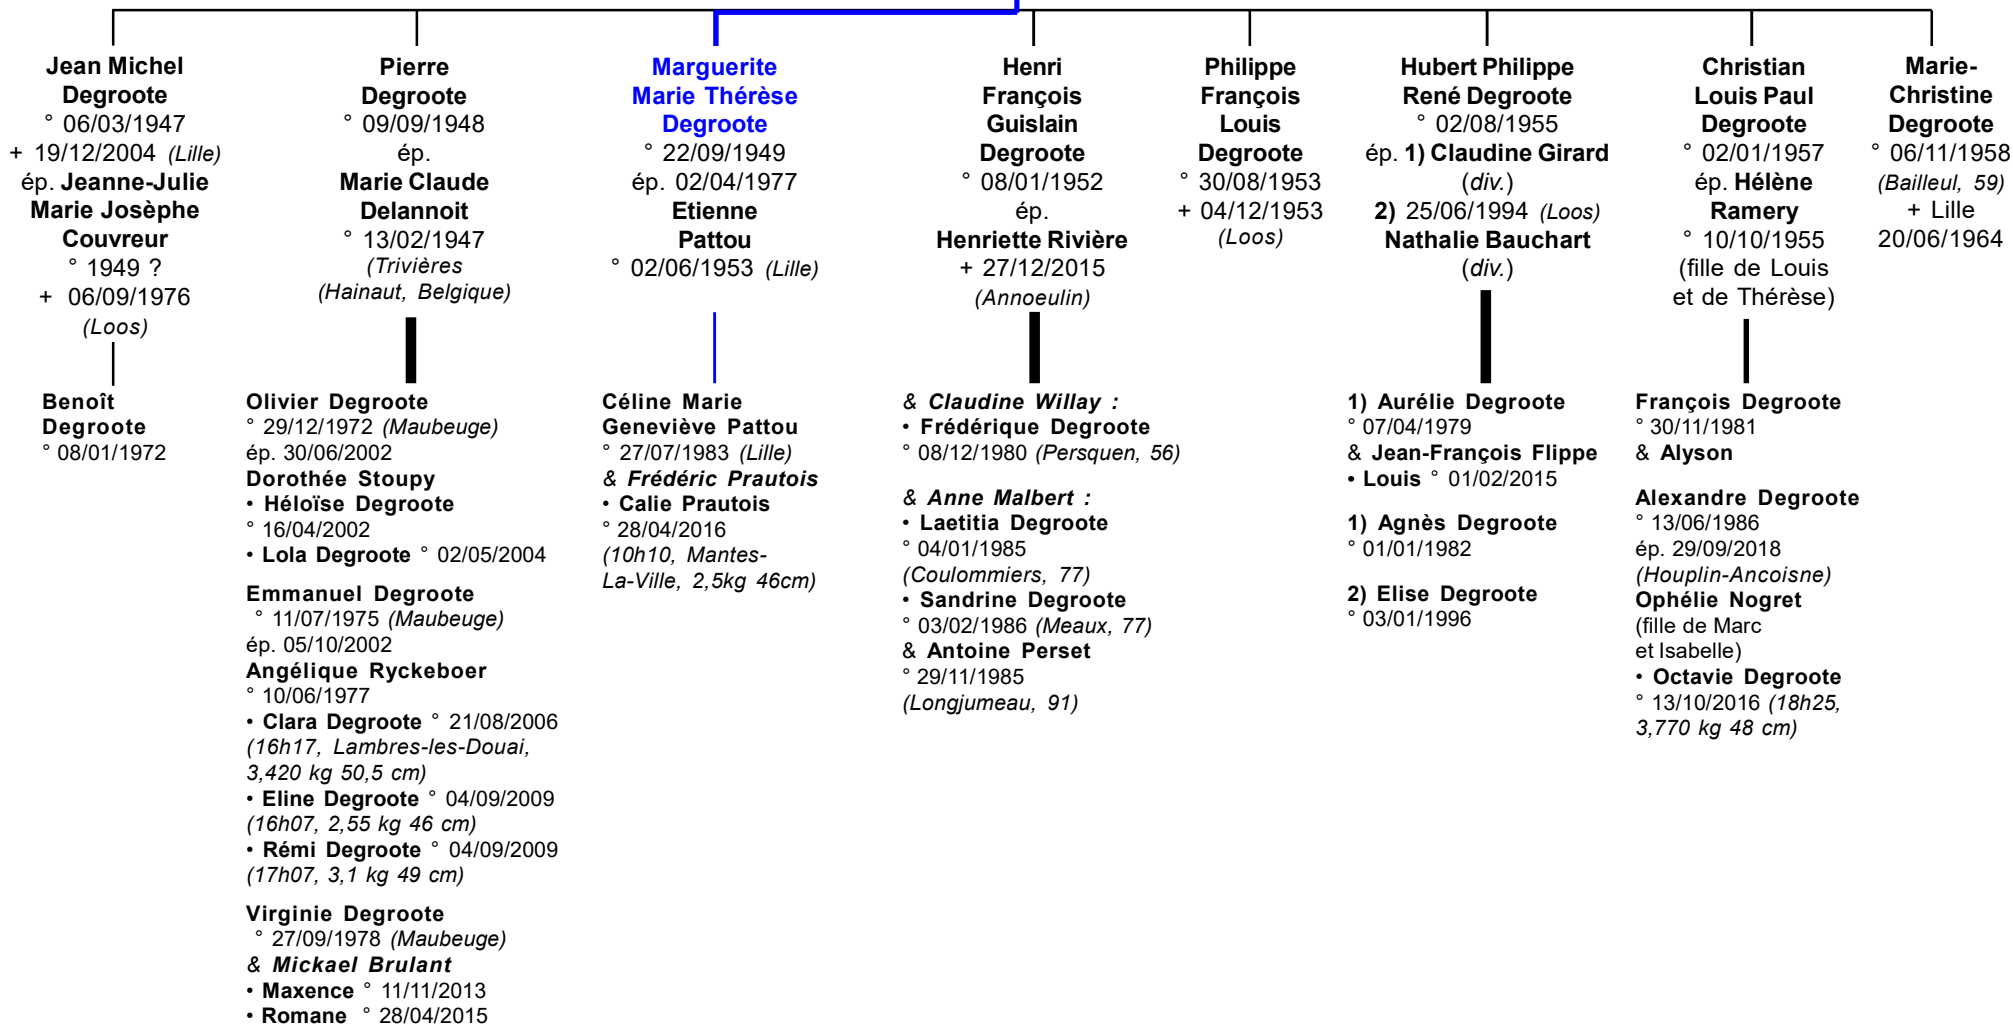 Jean Michel
Degroote
° 06/03/1947
+ 19/12/2004 (Lille)
ép. Jeanne-Julie
Marie Josèphe
Couvreur
° 1949 ?
+ 06/09/1976
(Loos)
Benoît
Degroote
° 08/01/1972
Pierre
Degroote
° 09/09/1948
ép.
Marie Claude
Delannoit
° 13/02/1947
(Trivières
(Hainaut, Belgique)
Olivier Degroote
° 29/12/1972 (Maubeuge)
ép. 30/06/2002
Dorothée Stoupy
• Héloïse Degroote
° 16/04/2002
• Lola Degroote ° 02/05/2004
Emmanuel Degroote
° 11/07/1975 (Maubeuge)
ép. 05/10/2002
Angélique Ryckeboer
° 10/06/1977
• Clara Degroote ° 21/08/2006
(16h17, Lambres-les-Douai,
3,420 kg 50,5 cm)
• Eline Degroote ° 04/09/2009
(16h07, 2,55 kg 46 cm)
• Rémi Degroote ° 04/09/2009
(17h07, 3,1 kg 49 cm)
Virginie Degroote
° 27/09/1978 (Maubeuge)
& Mickael Brulant
• Maxence ° 11/11/2013
• Romane ° 28/04/2015
Marguerite
Marie Thérèse
Degroote
° 22/09/1949
ép. 02/04/1977
Etienne
Pattou
° 02/06/1953 (Lille)
Céline Marie
Geneviève Pattou
° 27/07/1983 (Lille)
& Frédéric Prautois
• Calie Prautois
° 28/04/2016
(10h10, Mantes-
La-Ville, 2,5kg 46cm)
Henri
François
Guislain
Degroote
° 08/01/1952
ép.
Henriette Rivière
+ 27/12/2015
(Annoeulin)
& Claudine Willay :
• Frédérique Degroote
° 08/12/1980 (Persquen, 56)
& Anne Malbert :
• Laetitia Degroote
° 04/01/1985
(Coulommiers, 77)
• Sandrine Degroote
° 03/02/1986 (Meaux, 77)
& Antoine Perset
° 29/11/1985
(Longjumeau, 91)
Philippe
François
Louis
Degroote
° 30/08/1953
+ 04/12/1953
(Loos)
Hubert Philippe
René Degroote
° 02/08/1955
ép. 1) Claudine Girard
(div.)
2) 25/06/1994 (Loos)
Nathalie Bauchart
(div.)
1) Aurélie Degroote
° 07/04/1979
& Jean-François Flippe
• Louis ° 01/02/2015
1) Agnès Degroote
° 01/01/1982
2) Elise Degroote
° 03/01/1996
Christian
Louis Paul
Degroote
° 02/01/1957
ép. Hélène
Ramery
° 10/10/1955
(fille de Louis
et de Thérèse)
François Degroote
° 30/11/1981
& Alyson
Alexandre Degroote
° 13/06/1986
ép. 29/09/2018
(Houplin-Ancoisne)
Ophélie Nogret
(fille de Marc
et Isabelle)
• Octavie Degroote
° 13/10/2016 (18h25,
3,770 kg 48 cm)
Marie-
Christine
Degroote
° 06/11/1958
(Bailleul, 59)
+ Lille
20/06/1964